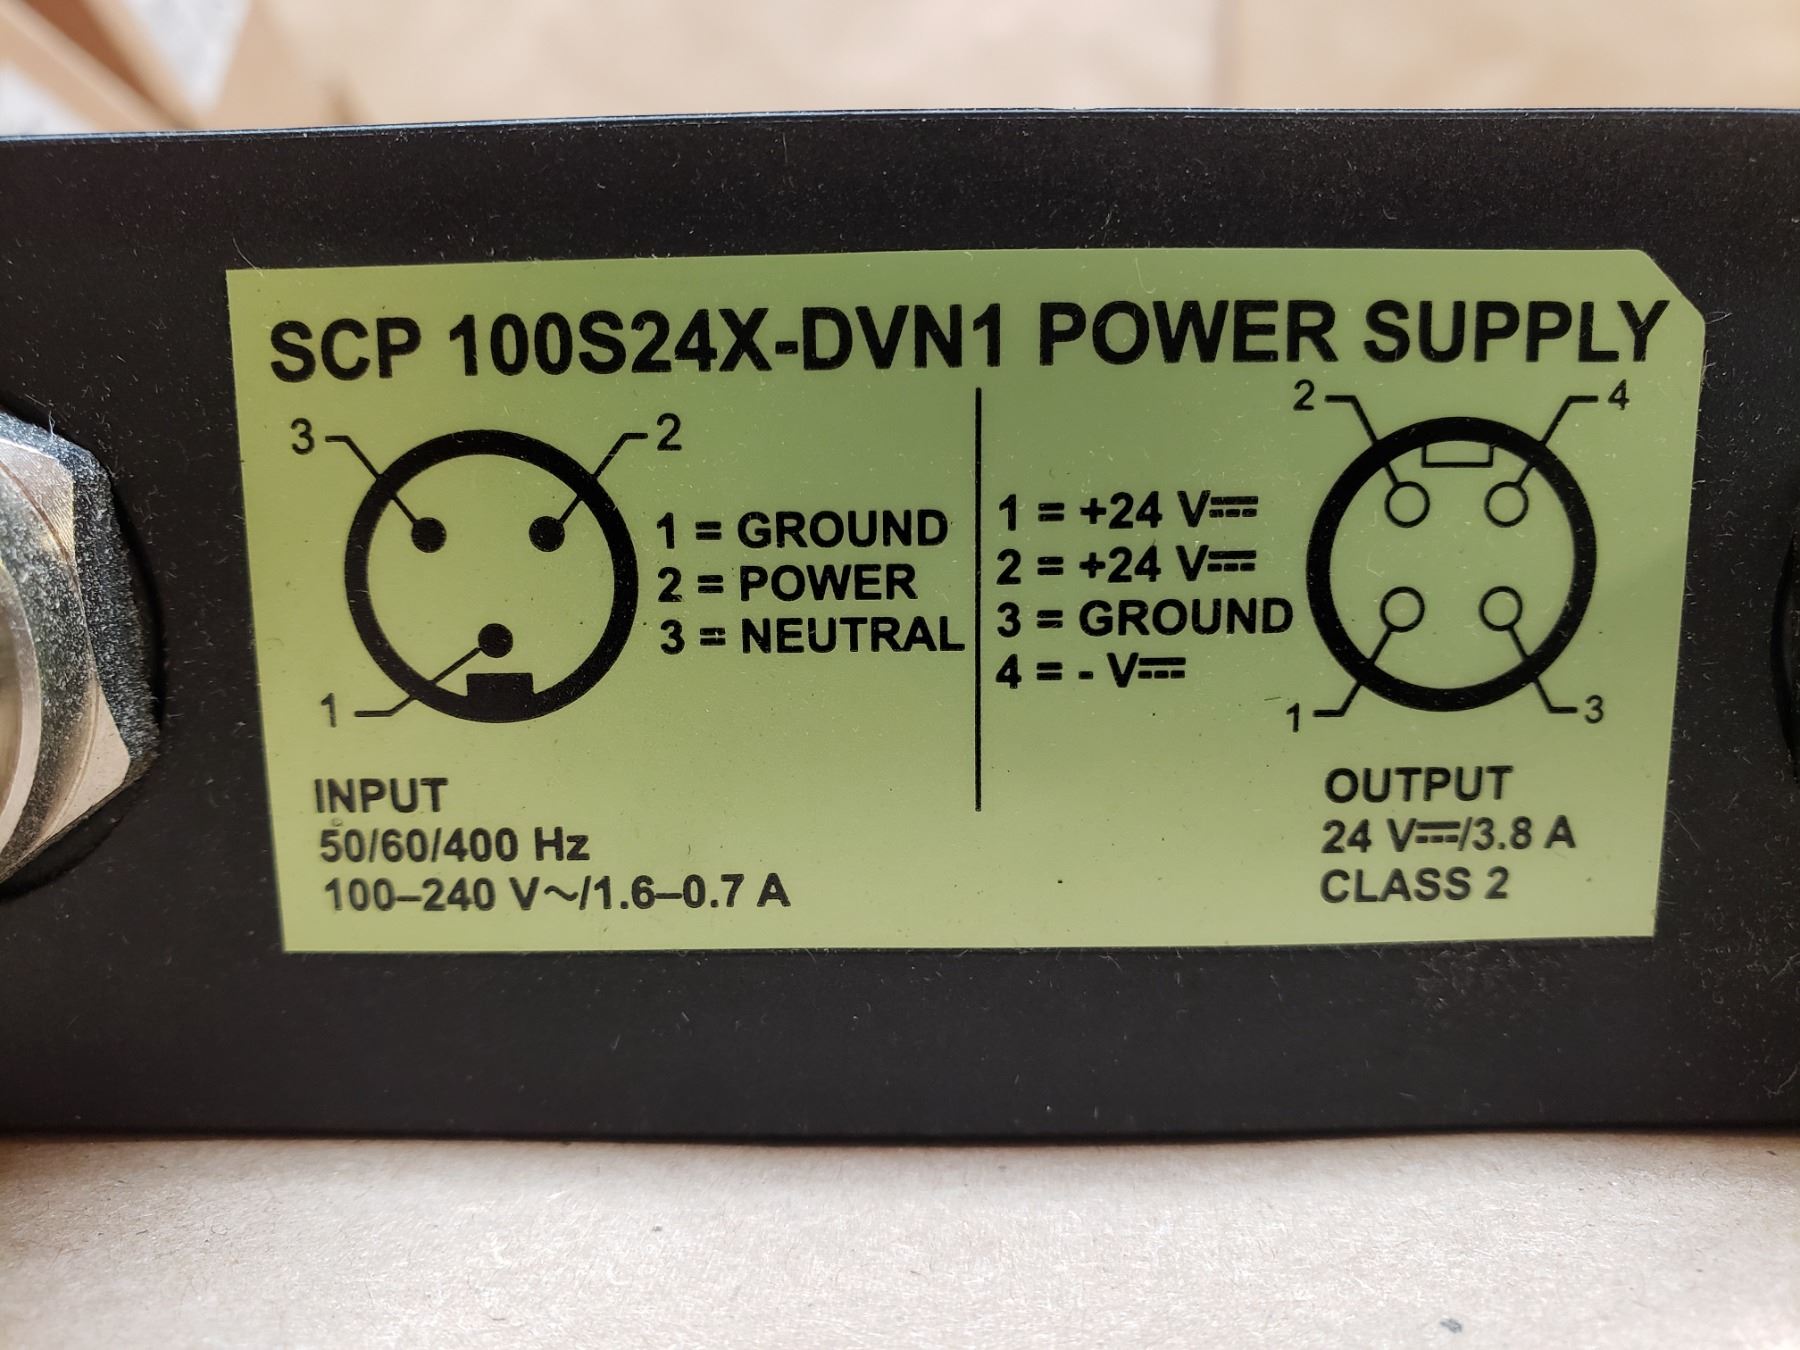 SCP 100S24X-DVN1 POWER SUPPLY
3
2
1
1 = GROUND
2 = POWER
3 = NEUTRAL
INPUT
50/60/400 Hz
100–240 V~/1.6–0.7 A
1 = +24 V⎓
2 = +24 V⎓
3 = GROUND
4 = - V⎓
2
4
1
3
OUTPUT
24 V⎓/3.8 A
CLASS 2